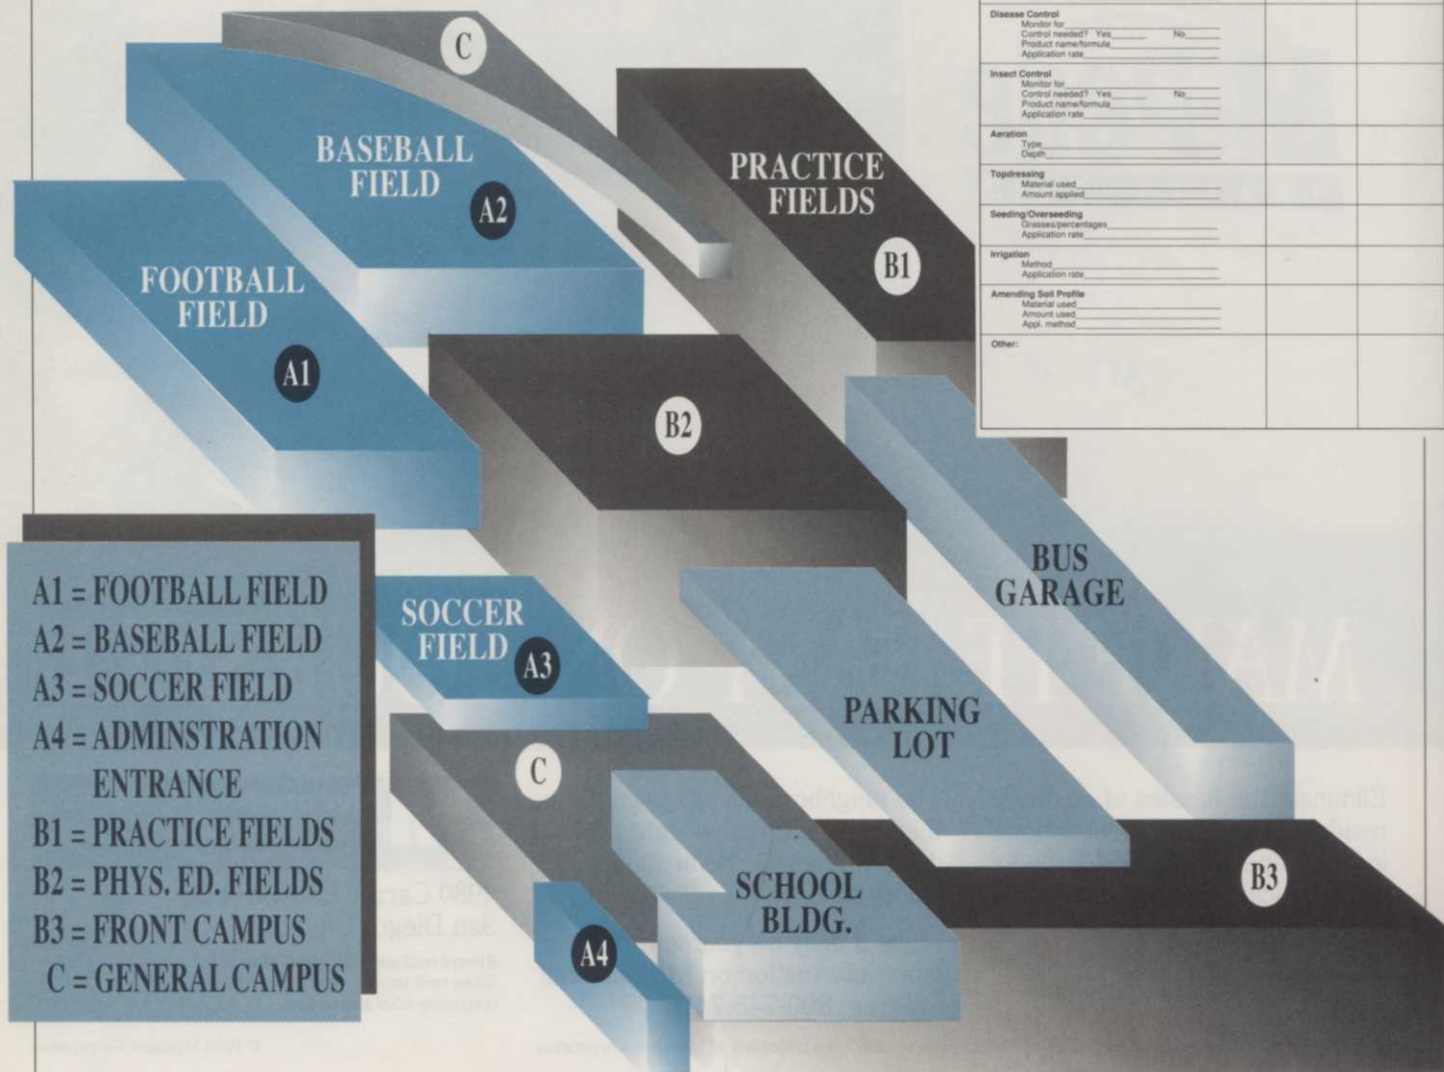 C
BASEBALL
FIELD
A2
PRACTICE
FIELDS
B1
FOOTBALL
FIELD
A1
B2
BUS
GARAGE
SOCCER
FIELD
A3
PARKING
LOT
C
SCHOOL
BLDG.
A4
B3
A1 = FOOTBALL FIELD
A2 = BASEBALL FIELD
A3 = SOCCER FIELD
A4 = ADMINSTRATION
ENTRANCE
B1 = PRACTICE FIELDS
B2 = PHYS. ED. FIELDS
B3 = FRONT CAMPUS
C = GENERAL CAMPUS
Disease Control
Monitor for
Control needed? Yes No
Product name/formula
Application rate
Insect Control
Monitor for
Control needed? Yes No
Product name/formula
Application rate
Aeration
Type
Depth
Topdressing
Material used
Amount applied
Seeding/Overseeding
Grasses/percentages
Application rate
Irrigation
Method
Application rate
Amending Soil Profile
Material used
Amount used
Appl. method
Other: